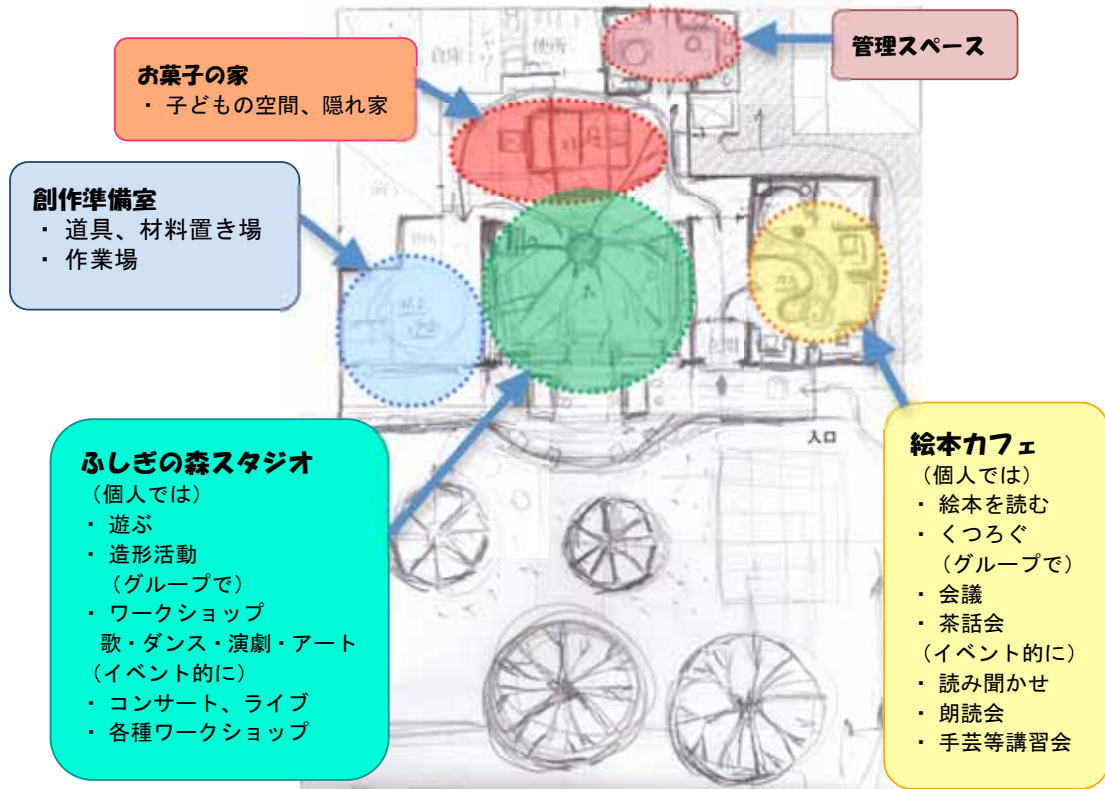 管理スペース
お菓子の家
・ 子どもの空間、隠れ家
創作準備室
・ 道具、材料置き場
・ 作業場
倉庫
便所
玄関
入口
ふしぎの森スタジオ
（個人では）
・ 遊ぶ
・ 造形活動
（グループで）
・ ワークショップ
歌・ダンス・演劇・アート
（イベント的に）
・ コンサート、ライブ
・ 各種ワークショップ
絵本カフェ
（個人では）
・ 絵本を読む
・ くつろぐ
（グループで）
・ 会議
・ 茶話会
（イベント的に）
・ 読み聞かせ
・ 朗読会
・ 手芸等講習会